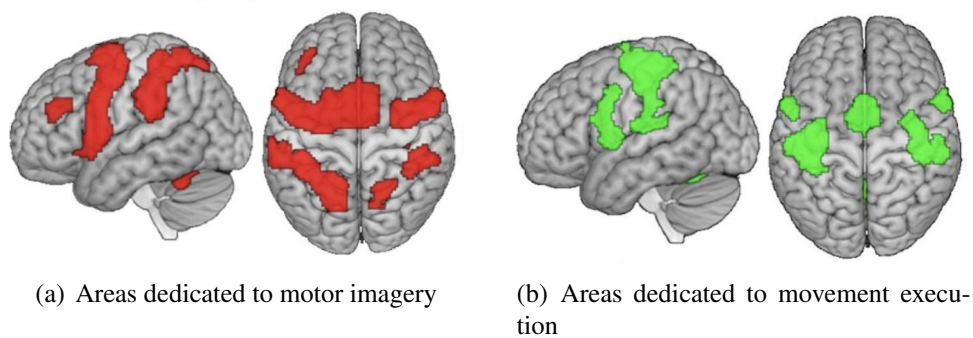 (a) Areas dedicated to motor imagery
(b) Areas dedicated to movement execu-
tion